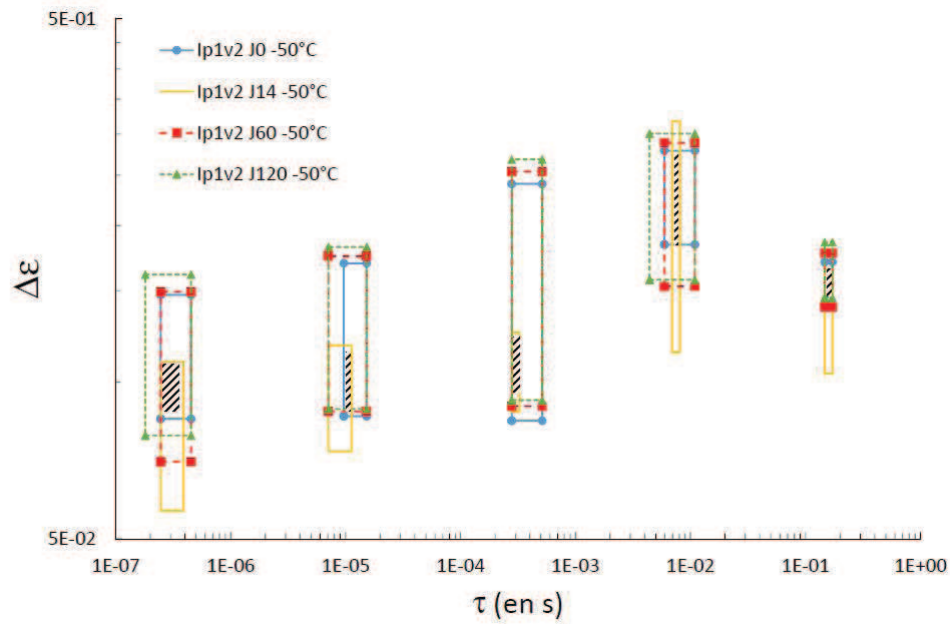 5E-01
Ip1v2 J0 -50°C
Ip1v2 J14 -50°C
Ip1v2 J60 -50°C
Ip1v2 J120 -50°C
Δε
5E-02
1E-07 1E-06 1E-05 1E-04 1E-03 1E-02 1E-01 1E+00
τ (en s)